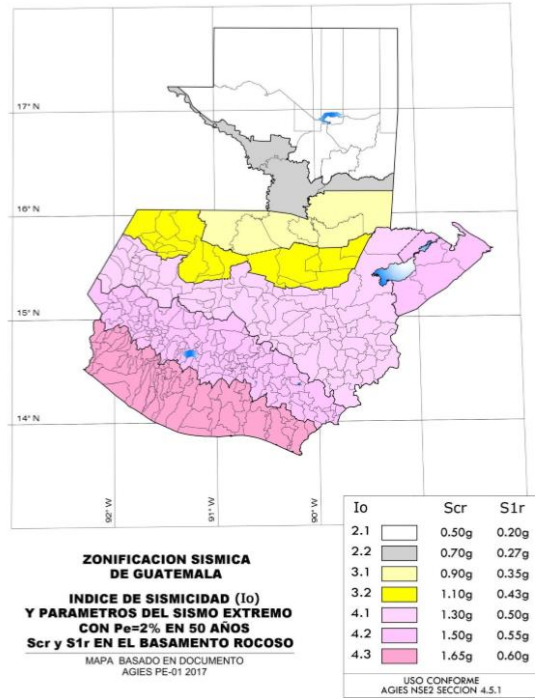 17° N
16° N
15° N
14° N
92° W
91° W
90° W
ZONIFICACION SISMICA
DE GUATEMALA
INDICE DE SISMICIDAD (Io)
Y PARAMETROS DEL SISMO EXTREMO
CON Pe=2% EN 50 AÑOS
Scr y S1r EN EL BASAMENTO ROCOSO
MAPA BASADO EN DOCUMENTO
AGIES PE-01 2017
Io Scr S1r
2.1 0.50g 0.20g
2.2 0.70g 0.27g
3.1 0.90g 0.35g
3.2 1.10g 0.43g
4.1 1.30g 0.50g
4.2 1.50g 0.55g
4.3 1.65g 0.60g
USO CONFORME
AGIES NSE2 SECCION 4.5.1